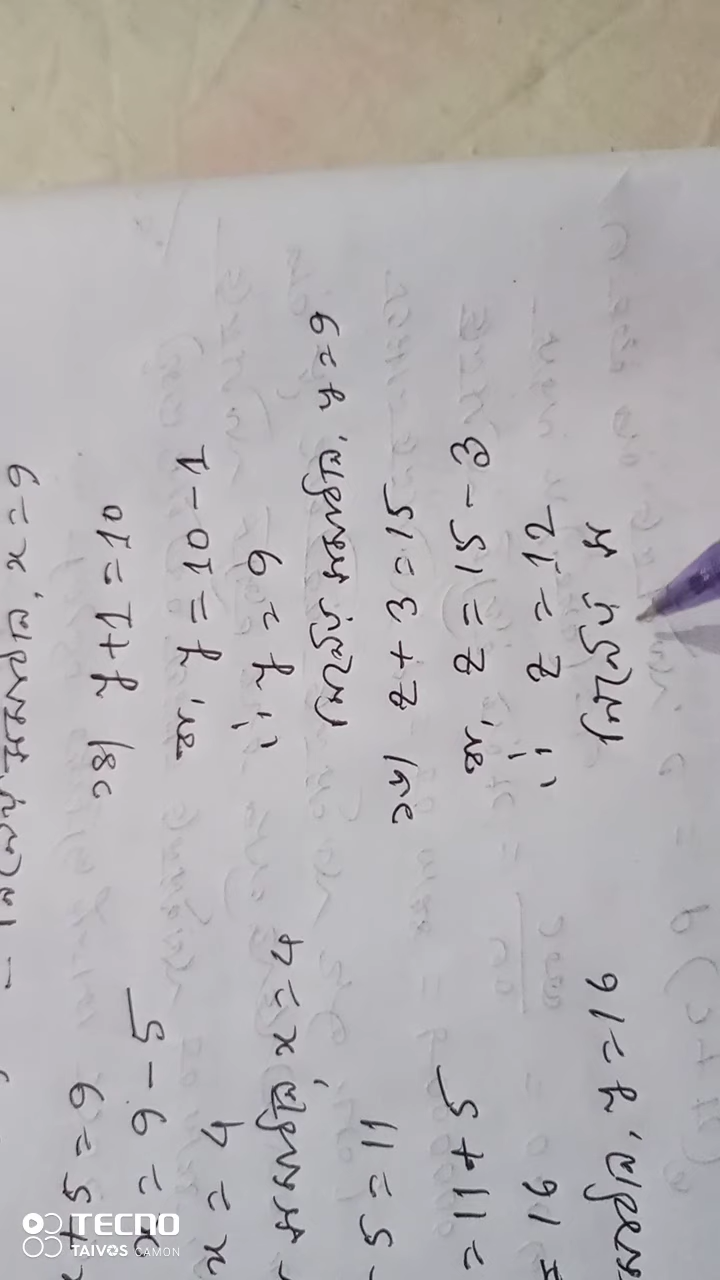 + 5 = 9
x = 9 - 5
x = 4
সমাধান, x = 4
- 5 = 11
= 11 + 5
= 16
y = 16
নির্ণেয় সমাধান, x = 9
y + 1 = 10
বা, y = 10 - 1
∴ y = 9
নির্ণেয় সমাধান, y = 9
z + 3 = 15
বা, z = 15 - 3
∴ z = 12
নির্ণেয় স
TECNO
TAIVOS CAMON